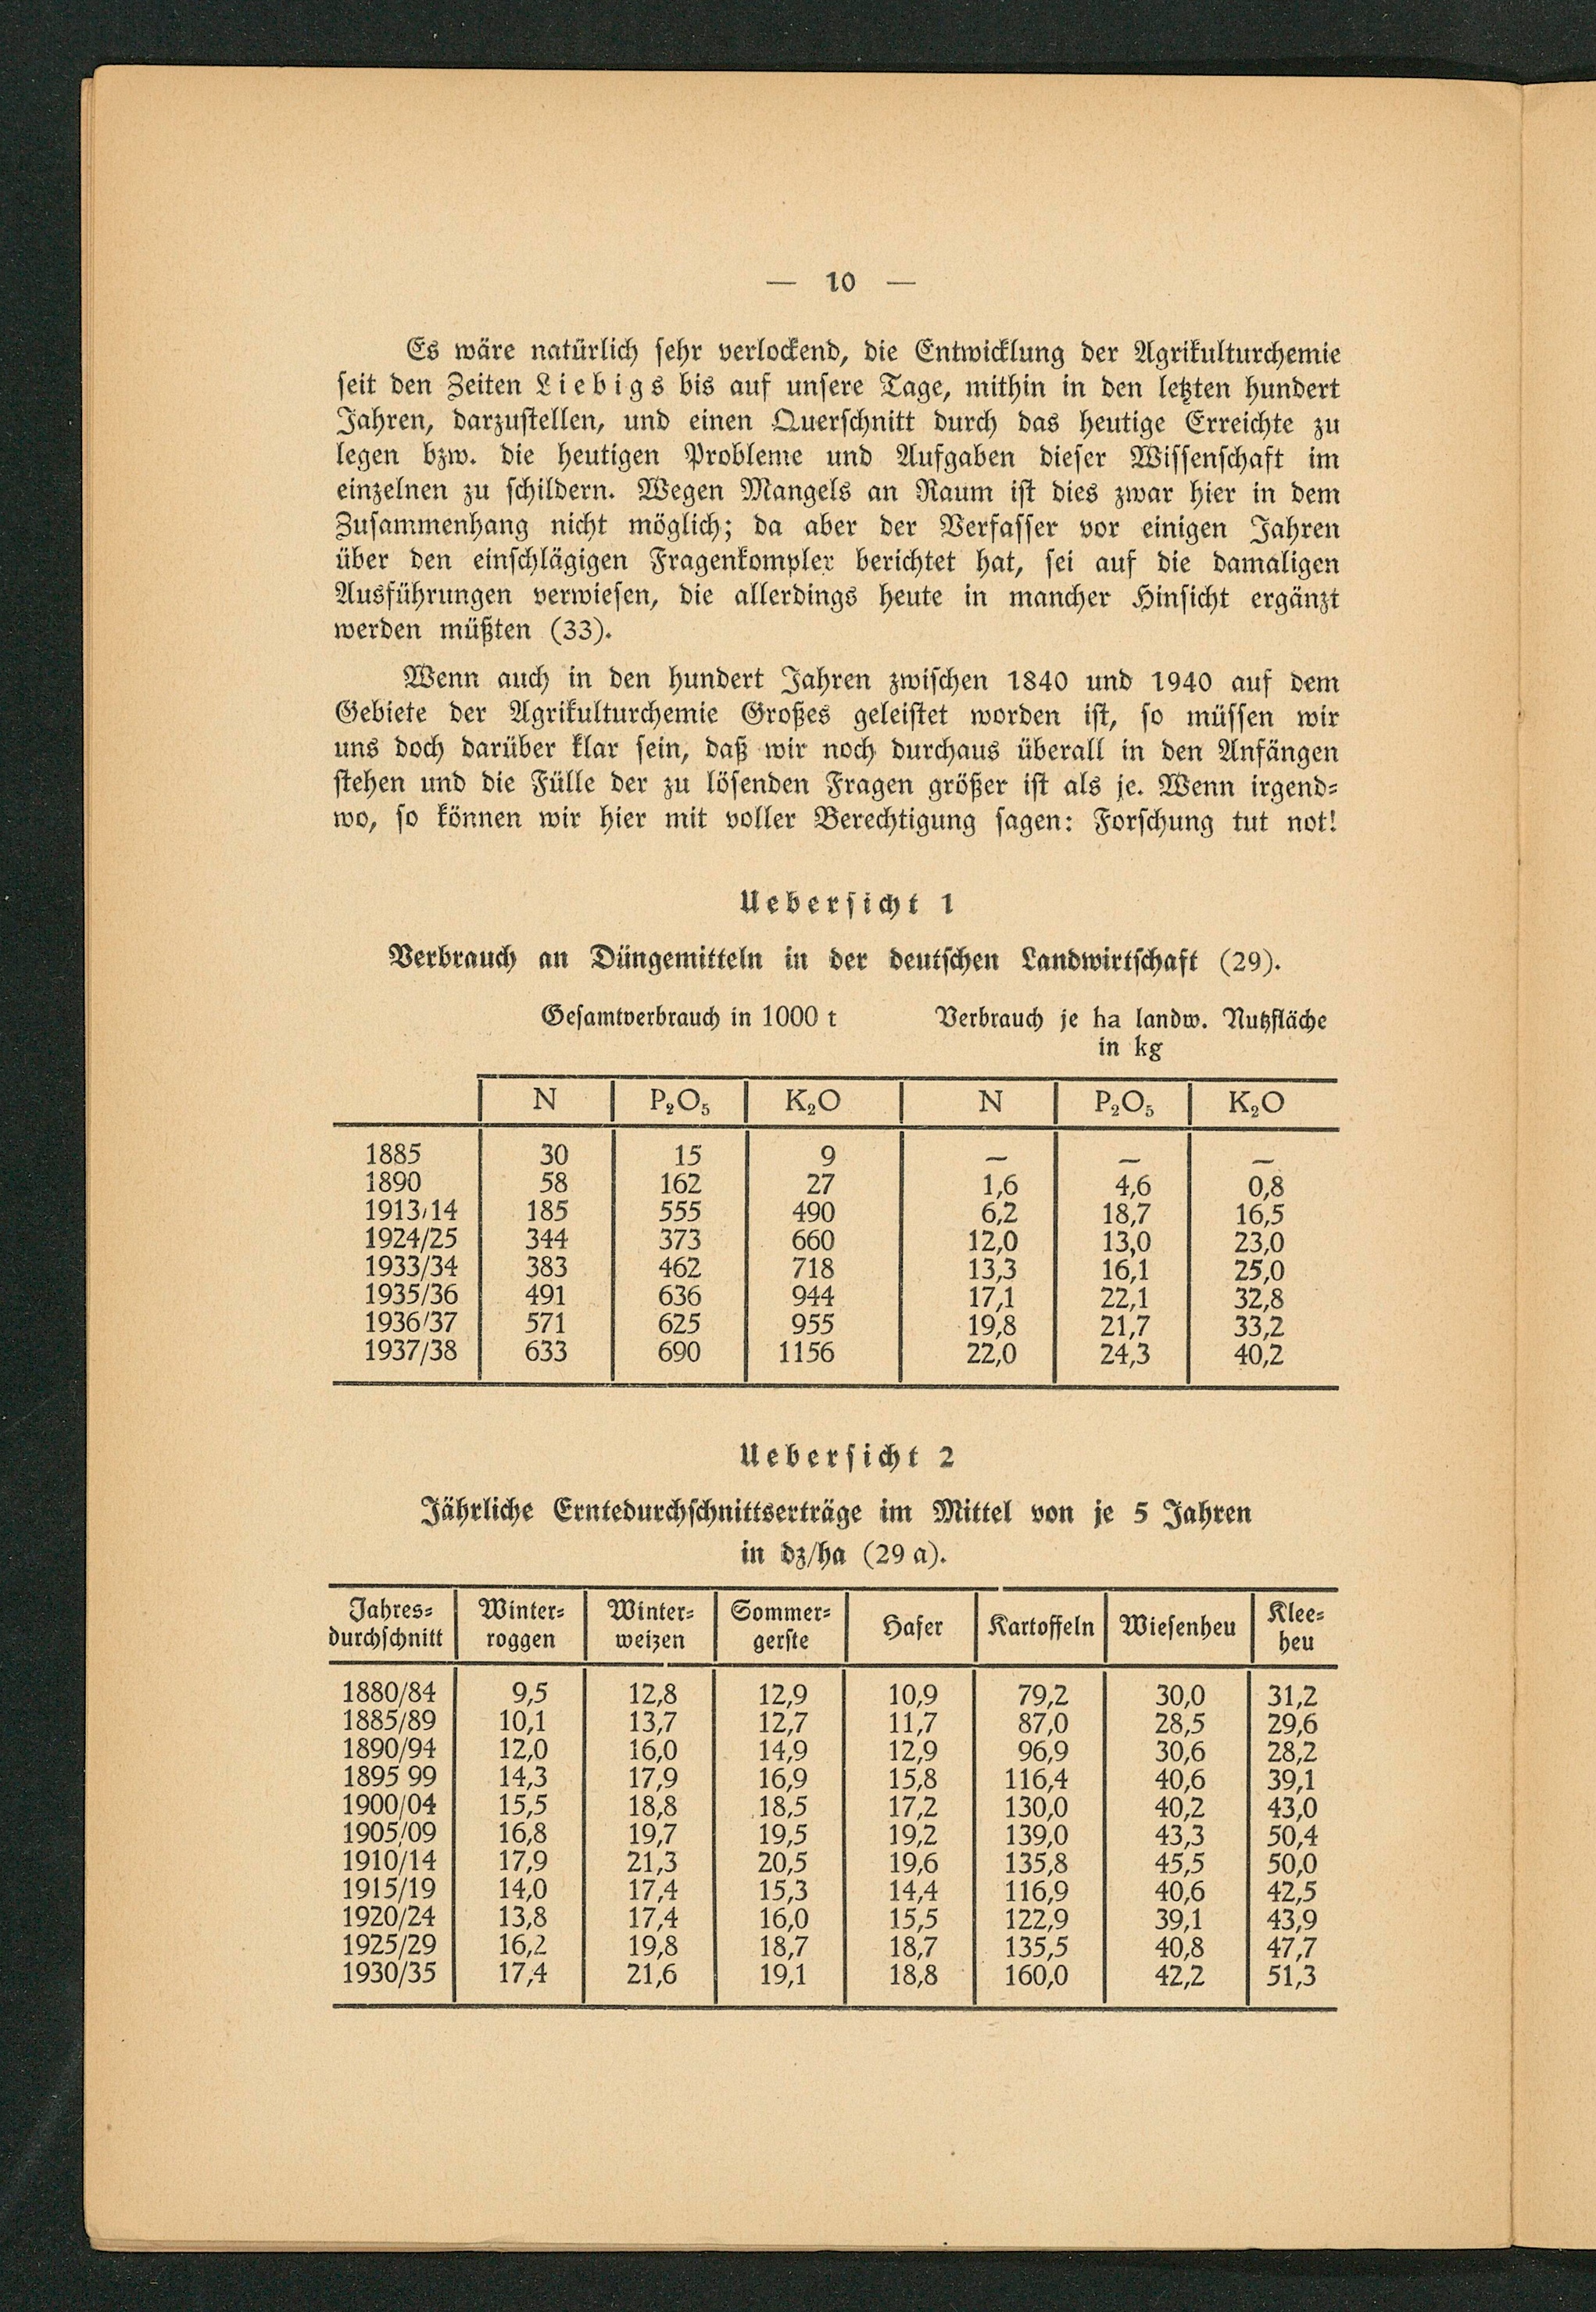 — 10 —
Es wäre natürlich sehr verlockend, die Entwicklung der Agrikulturchemie
seit den Zeiten Liebigs bis auf unsere Tage, mithin in den letzten hundert
Jahren, darzustellen, und einen Querschnitt durch das heutige Erreichte zu
legen bzw. die heutigen Probleme und Aufgaben dieser Wissenschaft im
einzelnen zu schildern. Wegen Mangels an Raum ist dies zwar hier in dem
Zusammenhang nicht möglich; da aber der Verfasser vor einigen Jahren
über den einschlägigen Fragenkomplex berichtet hat, sei auf die damaligen
Ausführungen verwiesen, die allerdings heute in mancher Hinsicht ergänzt
werden müßten (33).
Wenn auch in den hundert Jahren zwischen 1840 und 1940 auf dem
Gebiete der Agrikulturchemie Großes geleistet worden ist, so müssen wir
uns doch darüber klar sein, daß wir noch durchaus überall in den Anfängen
stehen und die Fülle der zu lösenden Fragen größer ist als je. Wenn irgend-
wo, so können wir hier mit voller Berechtigung sagen: Forschung tut not!
Uebersicht 1
Verbrauch an Düngemitteln in der deutschen Landwirtschaft (29).
Gesamtverbrauch in 1000 t Verbrauch je ha landw. Nutzfläche
in kg
N P₂O₅ K₂O N P₂O₅ K₂O
1885 30 15 9 — — —
1890 58 162 27 1,6 4,6 0,8
1913/14 185 555 490 6,2 18,7 16,5
1924/25 344 373 660 12,0 13,0 23,0
1933/34 383 462 718 13,3 16,1 25,0
1935/36 491 636 944 17,1 22,1 32,8
1936/37 571 625 955 19,8 21,7 33,2
1937/38 633 690 1156 22,0 24,3 40,2
Uebersicht 2
Jährliche Erntedurchschnittserträge im Mittel von je 5 Jahren
in dz/ha (29 a).
Jahres- Winter- Winter- Sommer- Hafer Kartoffeln Wiesenheu Klee-
durchschnitt roggen weizen gerste heu
1880/84 9,5 12,8 12,9 10,9 79,2 30,0 31,2
1885/89 10,1 13,7 12,7 11,7 87,0 28,5 29,6
1890/94 12,0 16,0 14,9 12,9 96,9 30,6 28,2
1895 99 14,3 17,9 16,9 15,8 116,4 40,6 39,1
1900/04 15,5 18,8 18,5 17,2 130,0 40,2 43,0
1905/09 16,8 19,7 19,5 19,2 139,0 43,3 50,4
1910/14 17,9 21,3 20,5 19,6 135,8 45,5 50,0
1915/19 14,0 17,4 15,3 14,4 116,9 40,6 42,5
1920/24 13,8 17,4 16,0 15,5 122,9 39,1 43,9
1925/29 16,2 19,8 18,7 18,7 135,5 40,8 47,7
1930/35 17,4 21,6 19,1 18,8 160,0 42,2 51,3